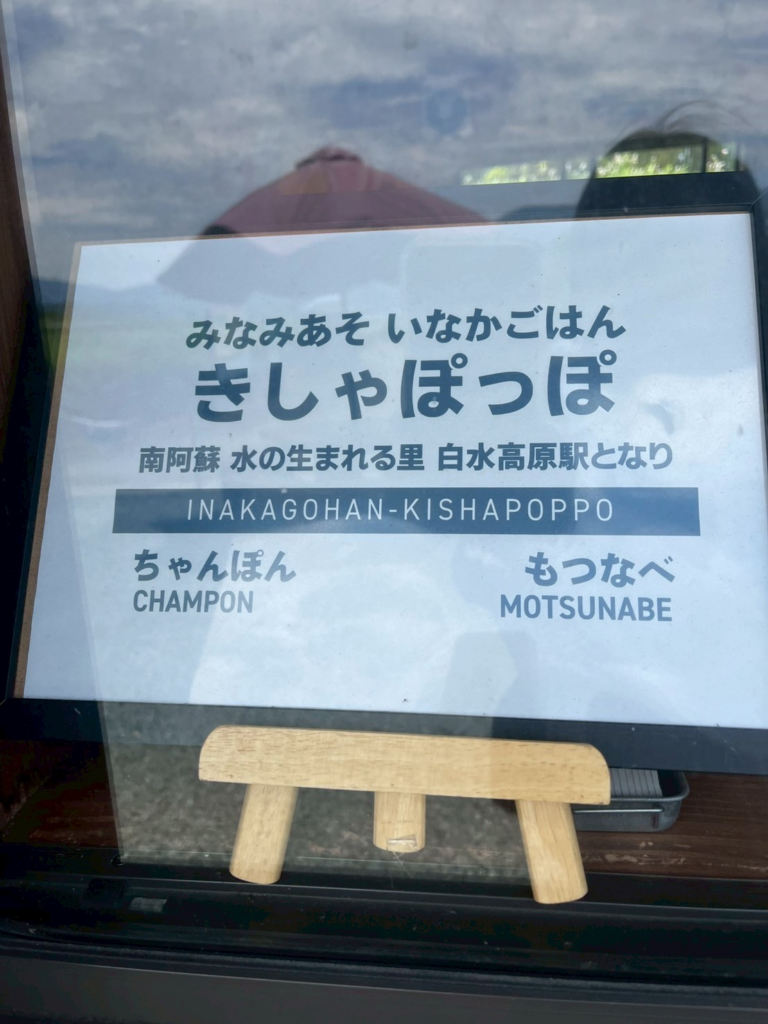 みなみあそ いなかごはん
きしゃぽっぽ
南阿蘇 水の生まれる里 白水高原駅となり
INAKAGOHAN-KISHAPOPPO
ちゃんぽん もつなべ
CHAMPON MOTSUNABE